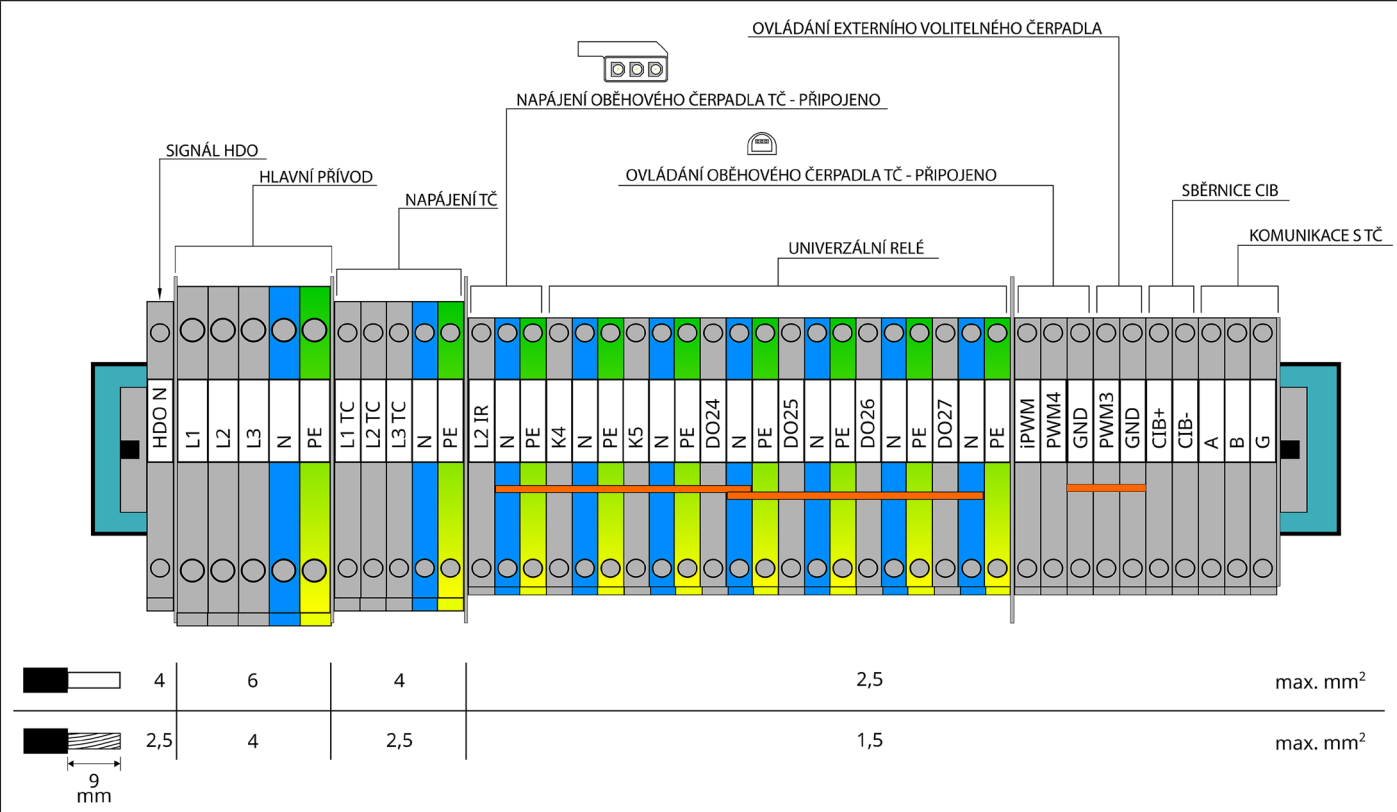 OVLÁDÁNÍ EXTERNÍHO VOLITELNÉHO ČERPADLA
NAPÁJENÍ OBĚHOVÉHO ČERPADLA TČ - PŘIPOJENO
SIGNÁL HDO
HLAVNÍ PŘÍVOD
OVLÁDÁNÍ OBĚHOVÉHO ČERPADLA TČ - PŘIPOJENO
NAPÁJENÍ TČ
SBĚRNICE CIB
UNIVERZÁLNÍ RELÉ
KOMUNIKACE S TČ
HDO N
L1
L2
L3
N
PE
L1 TC
L2 TC
L3 TC
N
PE
L2 IR
N
PE
K4
N
PE
K5
N
PE
DO24
N
PE
DO25
N
PE
DO26
N
PE
DO27
N
PE
iPWM
PWM4
GND
PWM3
GND
CIB+
CIB-
A
B
G
4 6 4 2,5 max. mm²
2,5 4 2,5 1,5 max. mm²
9
mm